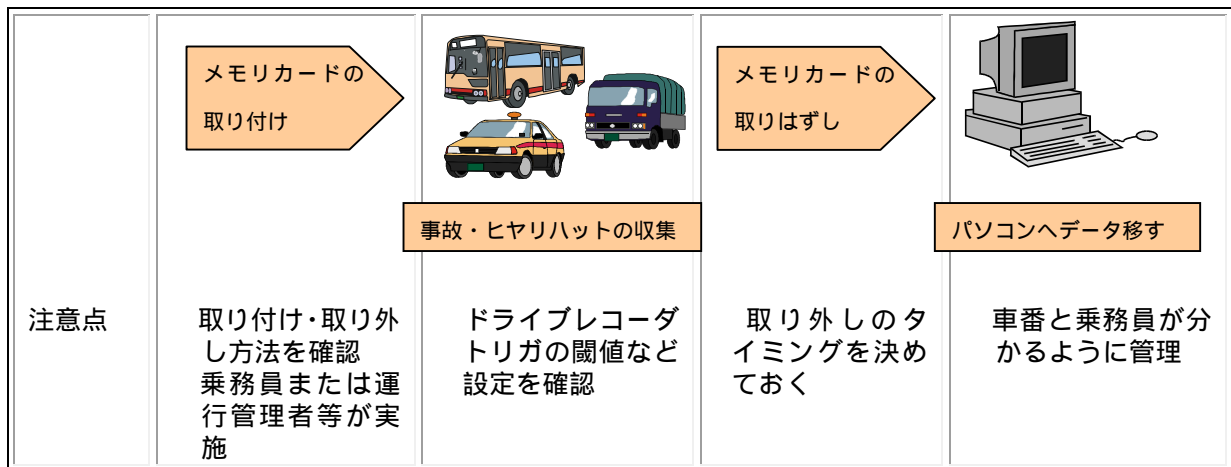 メモリカードの
取り付け
メモリカードの
取りはずし
事故・ヒヤリハットの収集
パソコンへデータ移す
注意点
取り付け・取り外
し方法を確認
乗務員または運
行管理者等が実
施
ドライブレコーダ
トリガの閾値など
設定を確認
取り外しのタ
イミングを決め
ておく
車番と乗務員が分
かるように管理